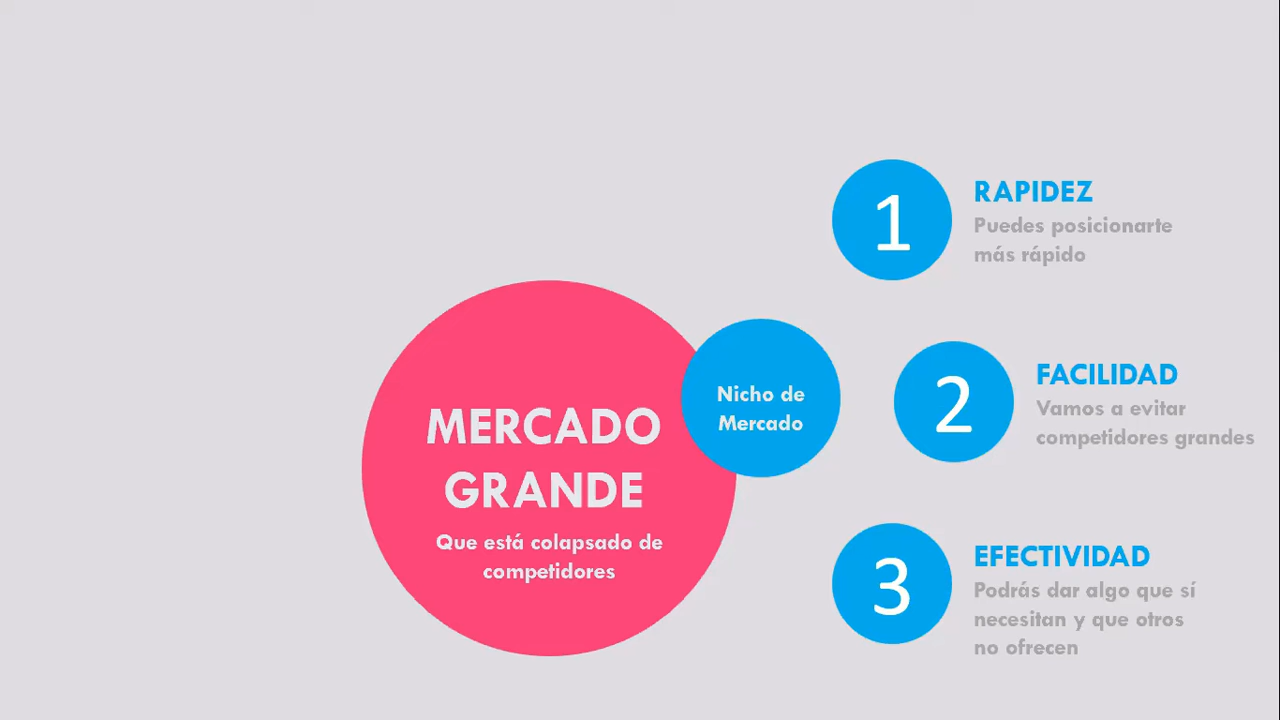 MERCADO
GRANDE
Que está colapsado de
competidores
Nicho de
Mercado
1
RAPIDEZ
Puedes posicionarte
más rápido
2
FACILIDAD
Vamos a evitar
competidores grandes
3
EFECTIVIDAD
Podrás dar algo que sí
necesitan y que otros
no ofrecen